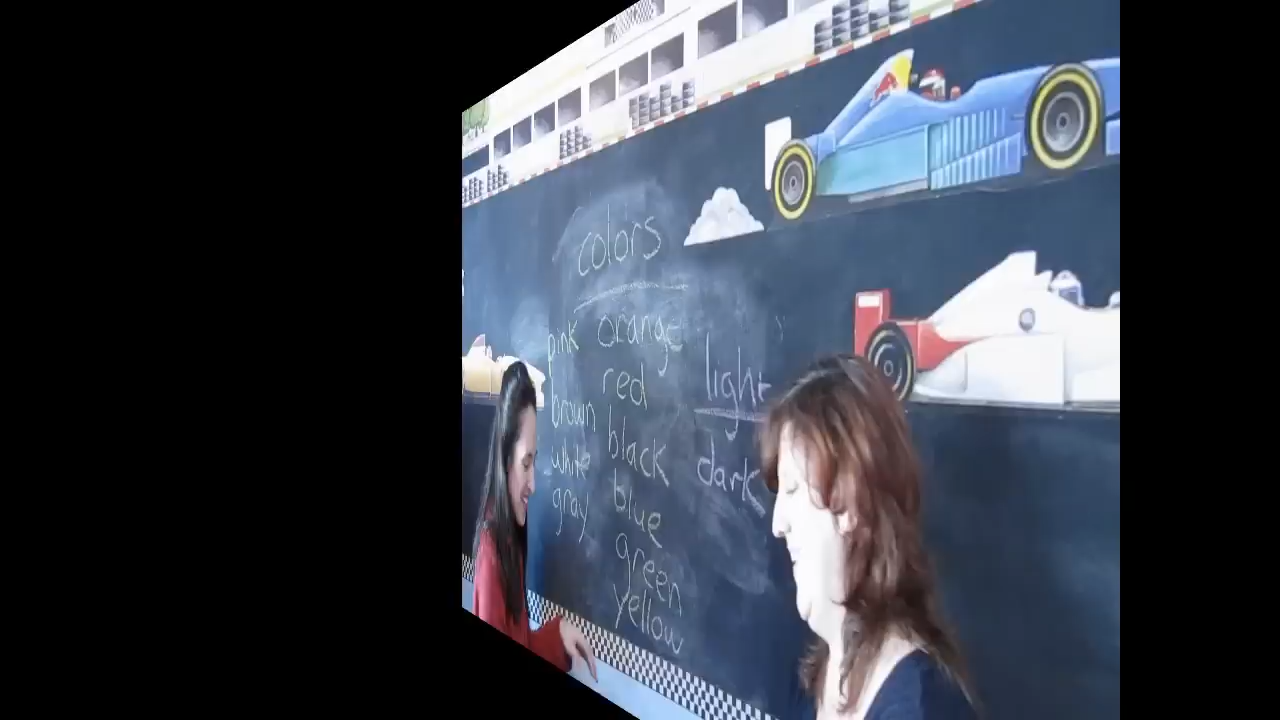 colors
pink
brown
white
gray
orange
red
black
blue
green
yellow
light
dark